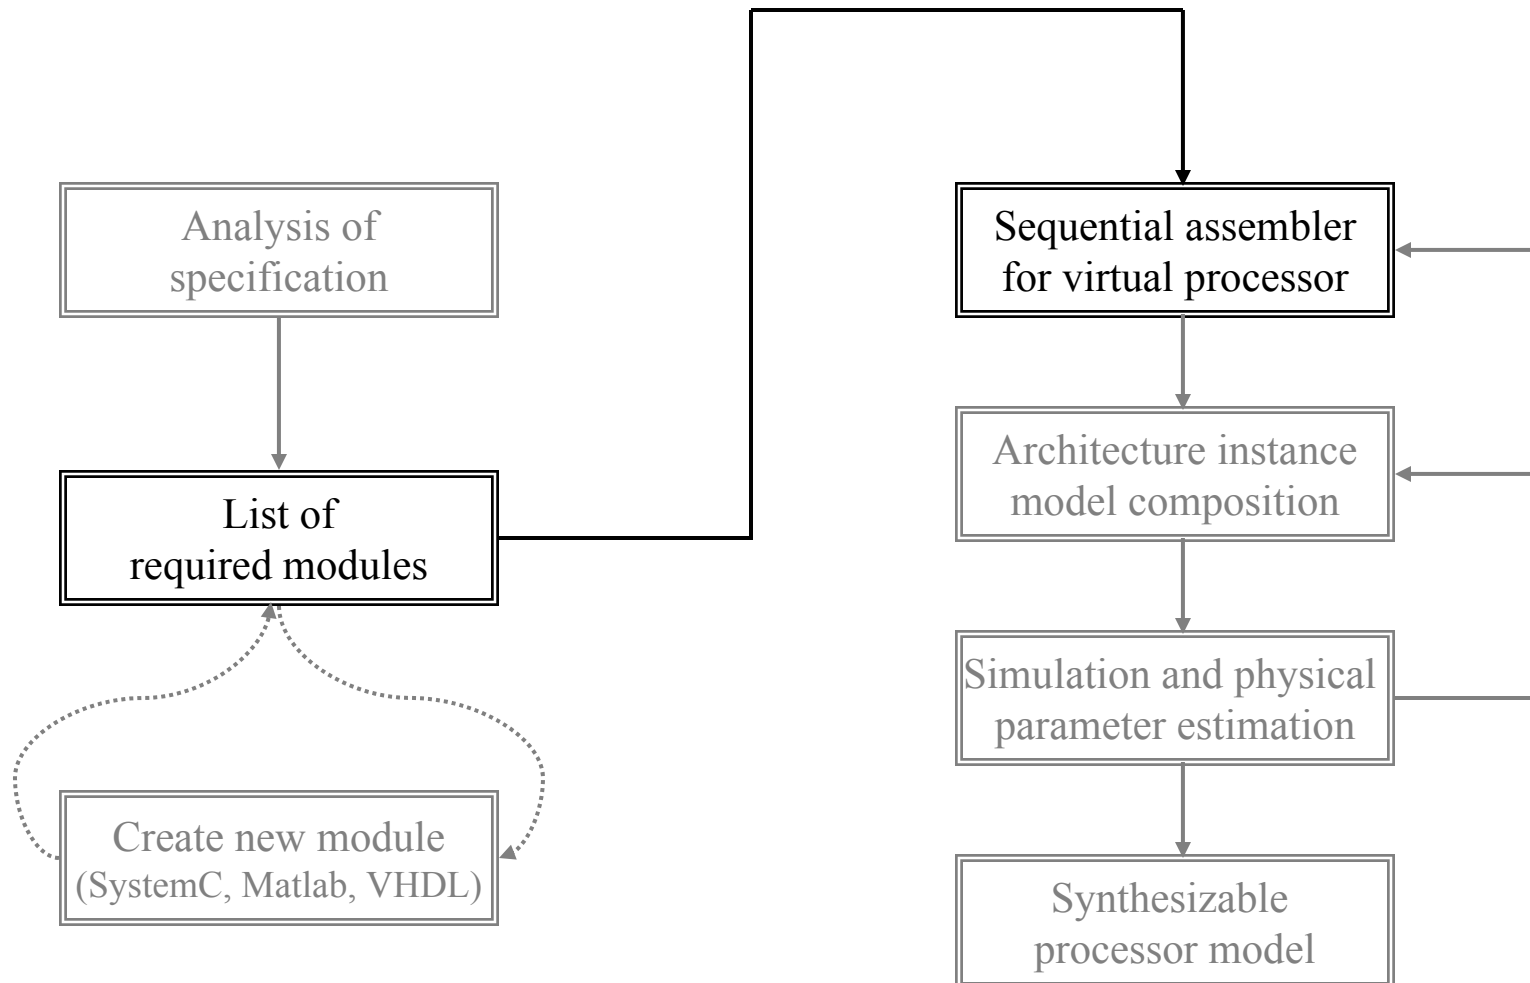 Analysis of
specification
List of
required modules
Create new module
(SystemC, Matlab, VHDL)
Sequential assembler
for virtual processor
Architecture instance
model composition
Simulation and physical
parameter estimation
Synthesizable
processor model